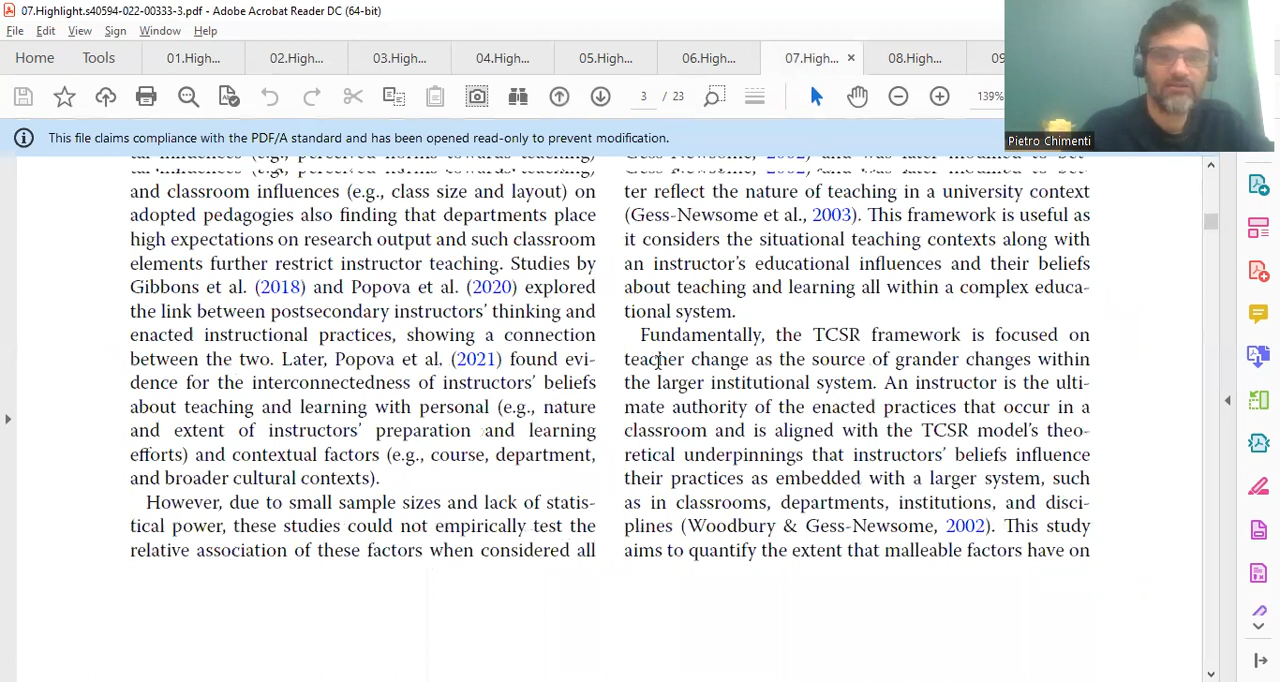 07.Highlight.s40594-022-00333-3.pdf - Adobe Acrobat Reader DC (64-bit)
File Edit View Sign Window Help
Home Tools 01.High... 02.High... 03.High... 04.High... 05.High... 06.High... 07.High... × 08.High... 09
3 / 23 139%
Pietro Chimenti
This file claims compliance with the PDF/A standard and has been opened read-only to prevent modification.
and classroom influences (e.g., class size and layout) on
adopted pedagogies also finding that departments place
high expectations on research output and such classroom
elements further restrict instructor teaching. Studies by
Gibbons et al. (2018) and Popova et al. (2020) explored
the link between postsecondary instructors' thinking and
enacted instructional practices, showing a connection
between the two. Later, Popova et al. (2021) found evi-
dence for the interconnectedness of instructors' beliefs
about teaching and learning with personal (e.g., nature
and extent of instructors' preparation and learning
efforts) and contextual factors (e.g., course, department,
and broader cultural contexts).
However, due to small sample sizes and lack of statis-
tical power, these studies could not empirically test the
relative association of these factors when considered all
ter reflect the nature of teaching in a university context
(Gess-Newsome et al., 2003). This framework is useful as
it considers the situational teaching contexts along with
an instructor's educational influences and their beliefs
about teaching and learning all within a complex educa-
tional system.
Fundamentally, the TCSR framework is focused on
teacher change as the source of grander changes within
the larger institutional system. An instructor is the ulti-
mate authority of the enacted practices that occur in a
classroom and is aligned with the TCSR model's theo-
retical underpinnings that instructors' beliefs influence
their practices as embedded with a larger system, such
as in classrooms, departments, institutions, and disci-
plines (Woodbury & Gess-Newsome, 2002). This study
aims to quantify the extent that malleable factors have on